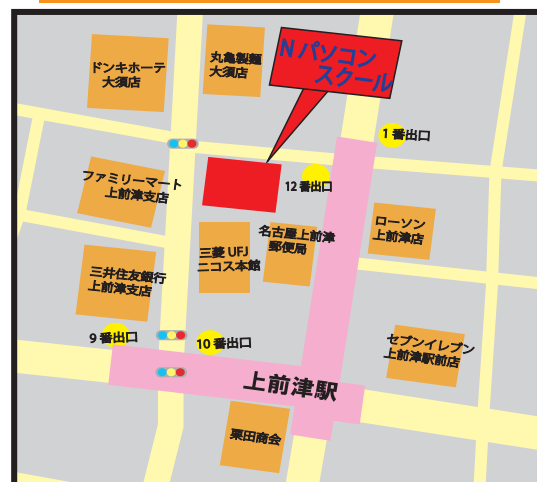 ドンキホーテ
大須店
丸亀製麺
大須店
Nパソコン
スクール
1番出口
ファミリーマート
上前津支店
12番出口
三菱UFJ
ニコス本館
名古屋上前津
郵便局
ローソン
上前津店
三井住友銀行
上前津支店
9番出口
10番出口
セブンイレブン
上前津駅前店
上前津駅
栗田商会